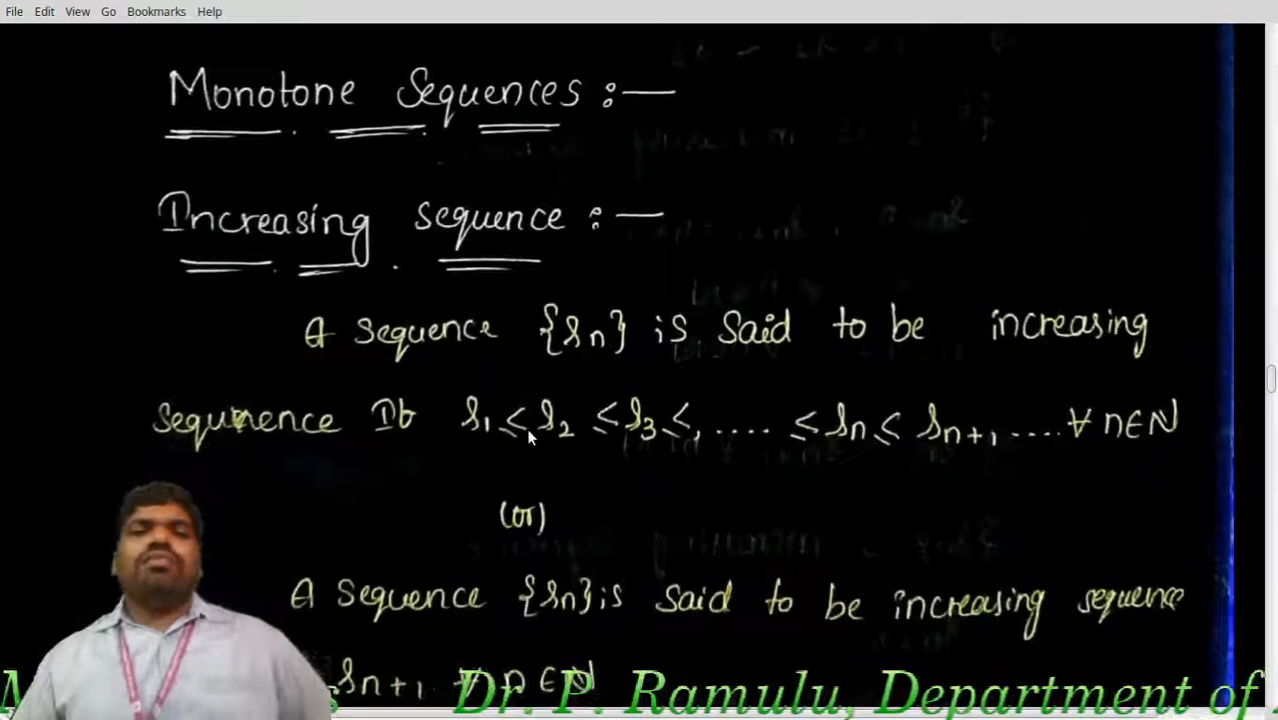 File Edit View Go Bookmarks Help
Monotone Sequences :—
Increasing sequence :—
A sequence {Sn} is said to be increasing
sequence If S1 ≤ S2 ≤ S3 ≤, .... ≤ Sn ≤ Sn+1 .... ∀ n∈N
(or)
A sequence {Sn} is said to be increasing sequence
Sn+1 ∀ n ∈ N
Dr. P. Ramulu, Department of